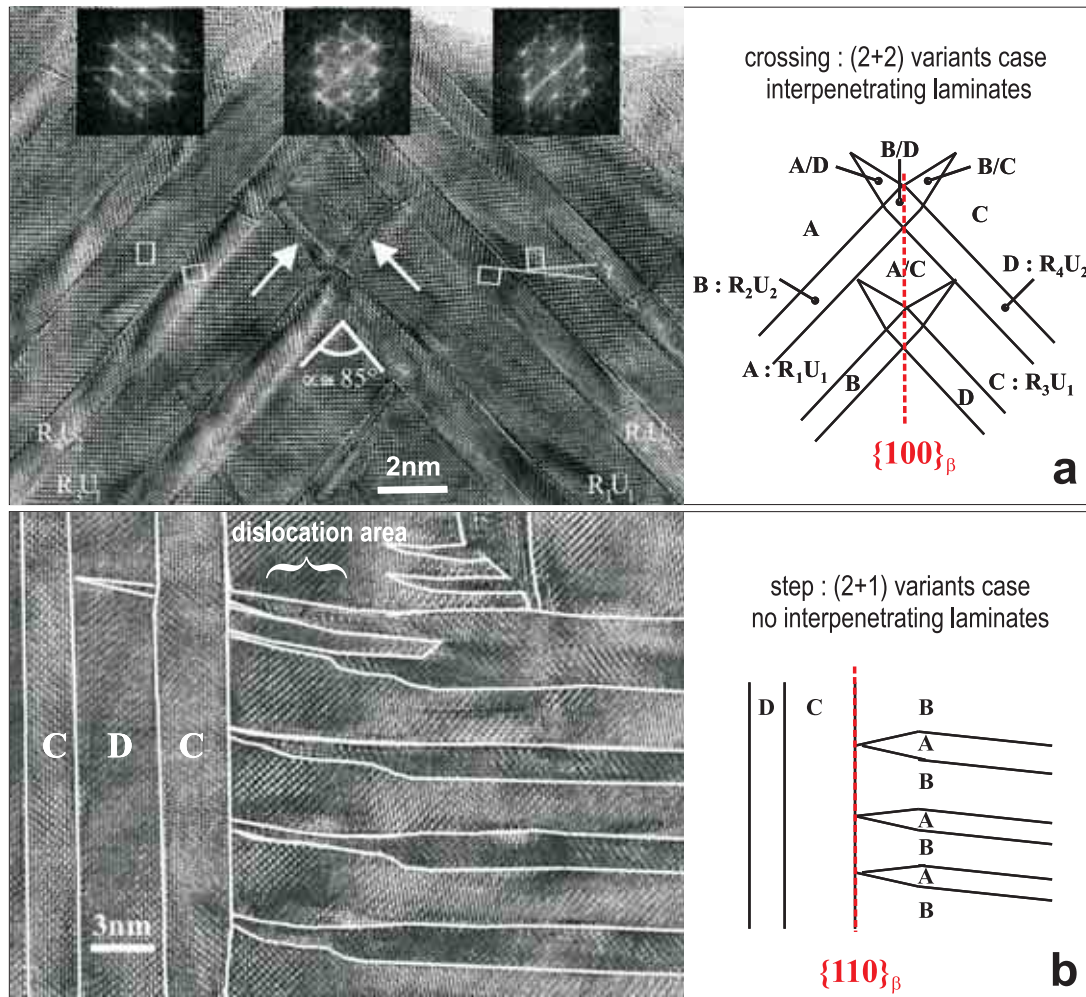 crossing : (2+2) variants case
interpenetrating laminates
B/D
A/D
B/C
A
C
A/C
B : R₂U₂
D : R₄U₂
A : R₁U₁
C : R₃U₁
B
D
{100}β
a
∝≅ 85°
2nm
R₃U₁
R₁U₁
dislocation area
C
D
C
3nm
step : (2+1) variants case
no interpenetrating laminates
D
C
B
A
B
A
B
A
B
{110}β
b